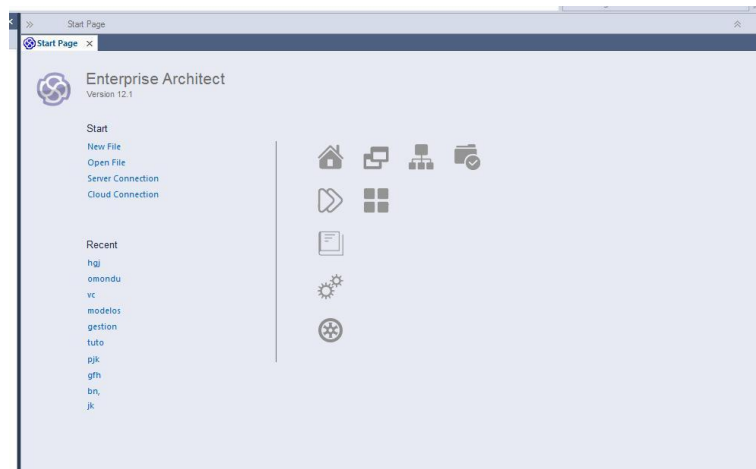 Start Page
Start Page
Enterprise Architect
Version 12.1
Start
New File
Open File
Server Connection
Cloud Connection
Recent
hgj
omondu
vc
modelos
gestion
tuto
pjk
gfh
bn,
jk